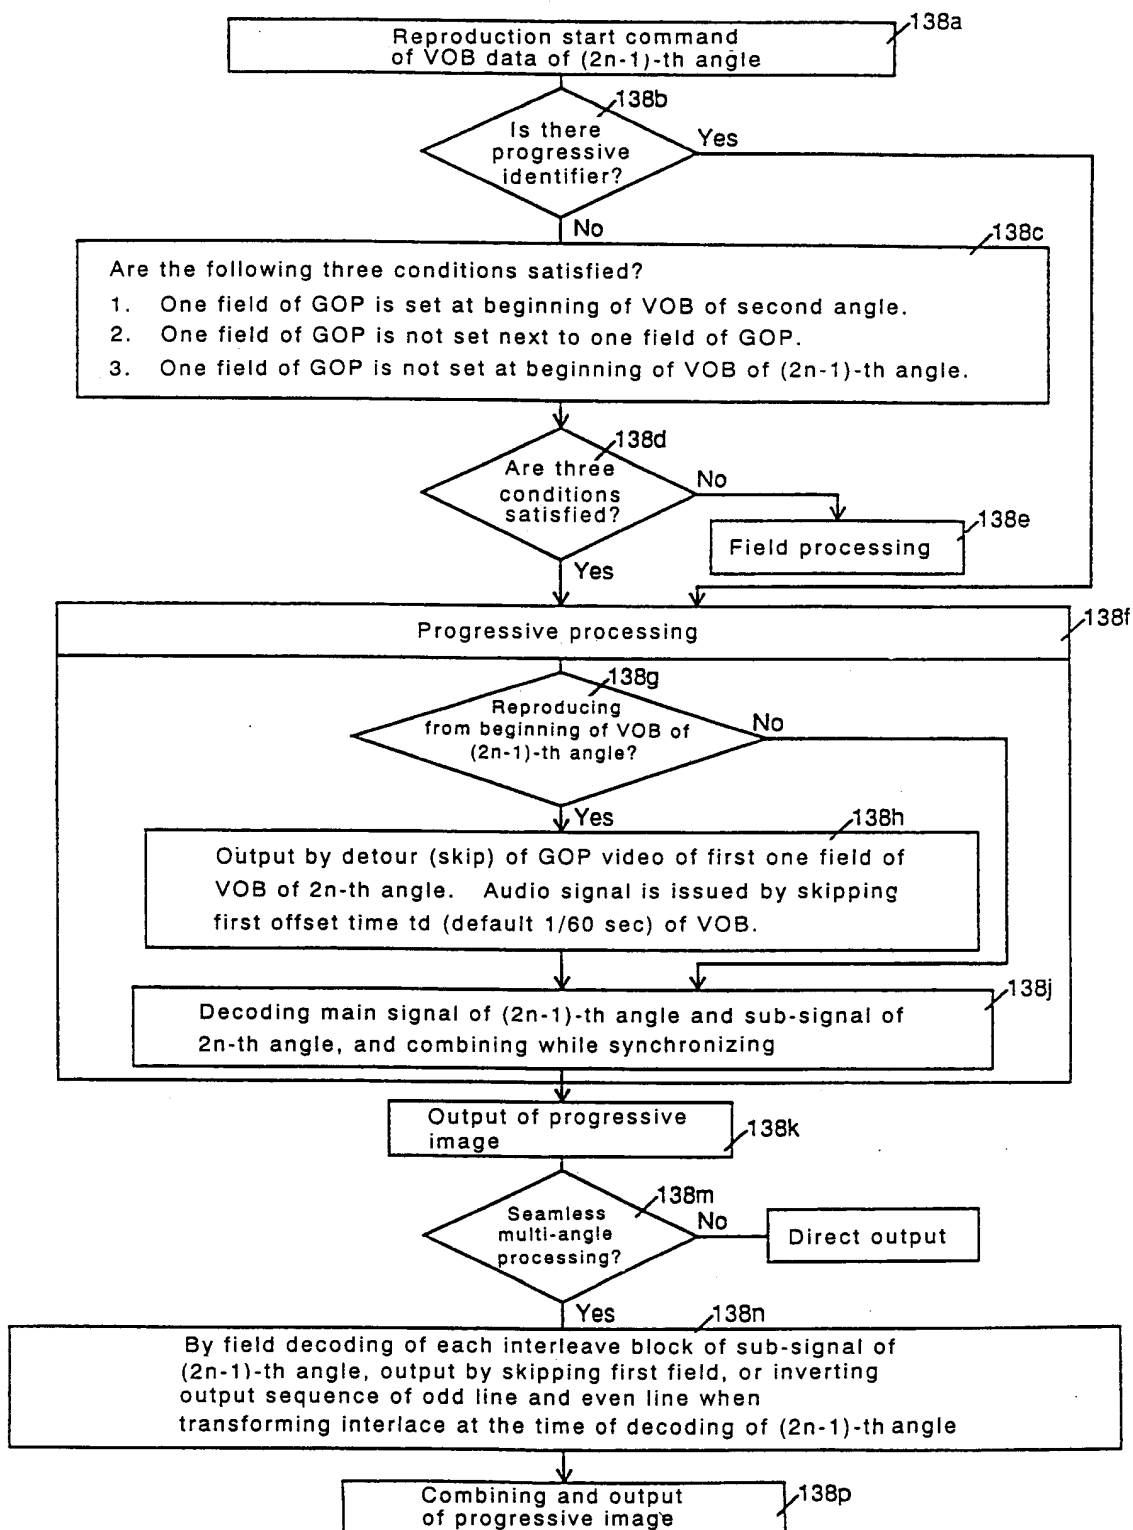 138a
Reproduction start command
of VOB data of (2n-1)-th angle
138b
Is there
progressive
identifier?
Yes
No
138c
Are the following three conditions satisfied?
1. One field of GOP is set at beginning of VOB of second angle.
2. One field of GOP is not set next to one field of GOP.
3. One field of GOP is not set at beginning of VOB of (2n-1)-th angle.
138d
Are three
conditions
satisfied?
No
138e
Field processing
Yes
138f
Progressive processing
138g
Reproducing
from beginning of VOB of
(2n-1)-th angle?
No
Yes
138h
Output by detour (skip) of GOP video of first one field of
VOB of 2n-th angle. Audio signal is issued by skipping
first offset time td (default 1/60 sec) of VOB.
138j
Decoding main signal of (2n-1)-th angle and sub-signal of
2n-th angle, and combining while synchronizing
Output of progressive
image
138k
138m
Seamless
multi-angle
processing?
No
Direct output
Yes
138n
By field decoding of each interleave block of sub-signal of
(2n-1)-th angle, output by skipping first field, or inverting
output sequence of odd line and even line when
transforming interlace at the time of decoding of (2n-1)-th angle
138p
Combining and output
of progressive image